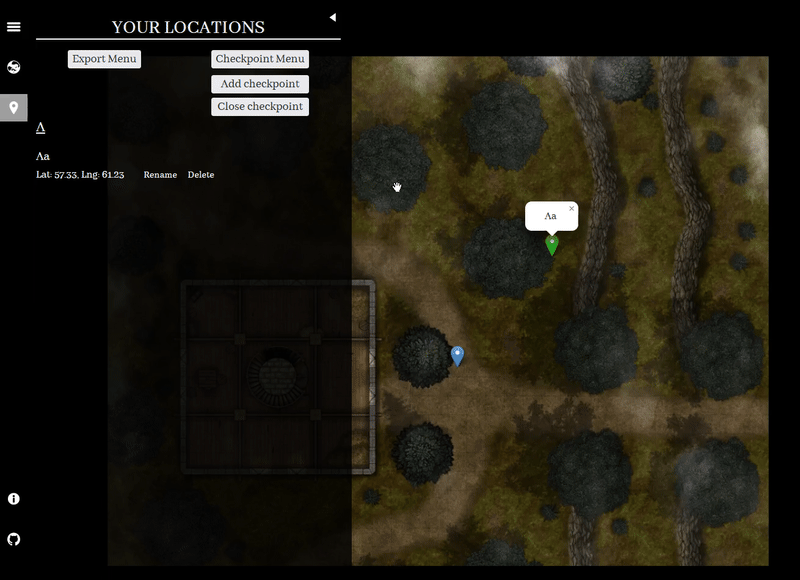 YOUR LOCATIONS
Export Menu
Checkpoint Menu
Add checkpoint
Close checkpoint
A
Aa
Lat: 57.33, Lng: 61.23 Rename Delete
Aa ×